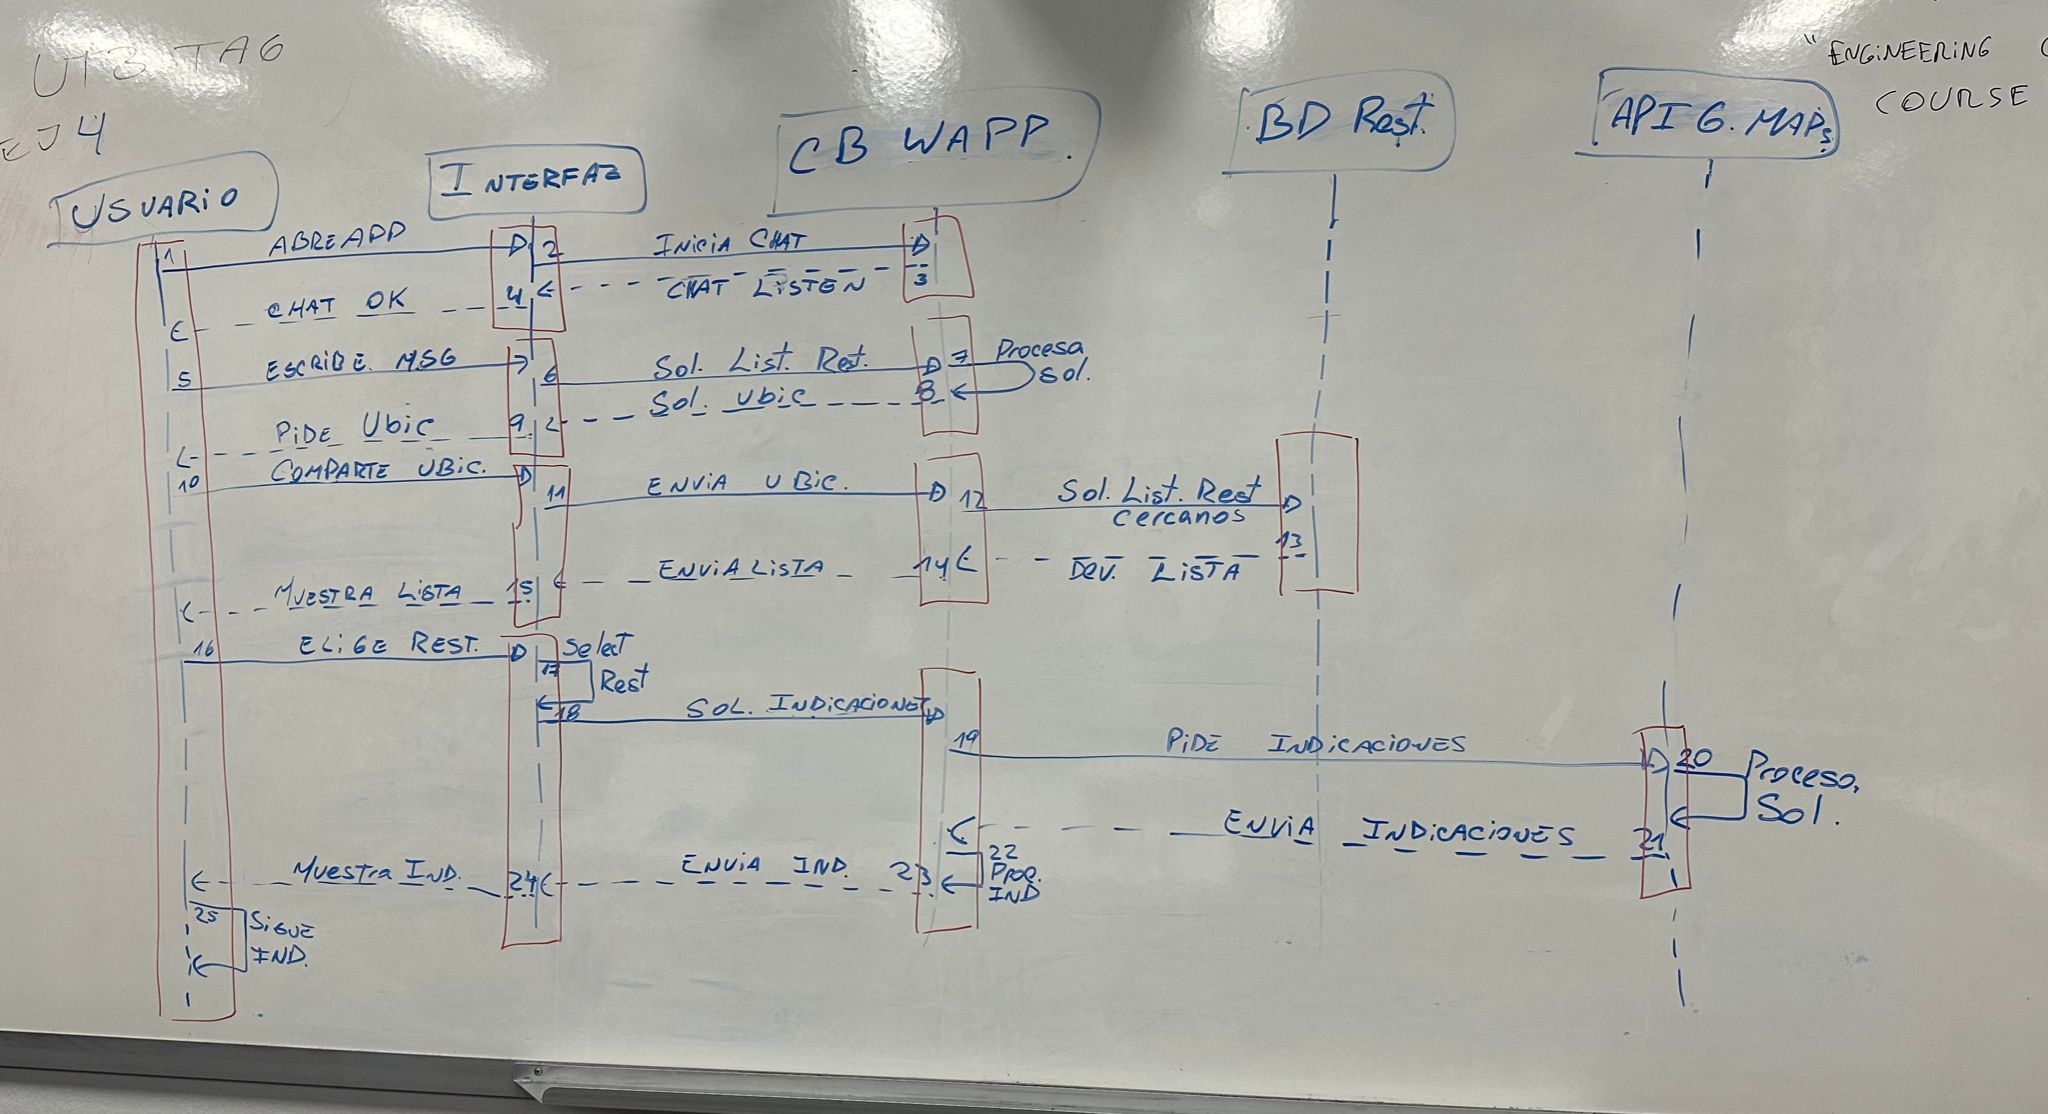 UT3 TA6
EJ4
"ENGINEERING
COURSE
USUARIO
INTERFAZ
CB WAPP.
BD Rest.
API G. MAPS
1 ABRE APP
2 INICIA CHAT
CHAT LISTEN 3
CHAT OK 4
5 ESCRIBE MSG
6 Sol. List. Rest.
7 Procesa
Sol.
Sol. Ubic 8
PIDE Ubic 9
10 COMPARTE UBIC.
11 ENVIA UBIC.
12 Sol. List. Rest
cercanos
DEV. LISTA 13
ENVIA LISTA 14
MUESTRA LISTA 15
16 ELIGE REST.
17 Select
Rest
18 SOL. INDICACIONES
19 PIDE INDICACIONES
20 Procesa
Sol.
ENVIA INDICACIONES 21
22
Proc.
IND
ENVIA IND. 23
Muestra IND. 24
25 SIGUE
IND.